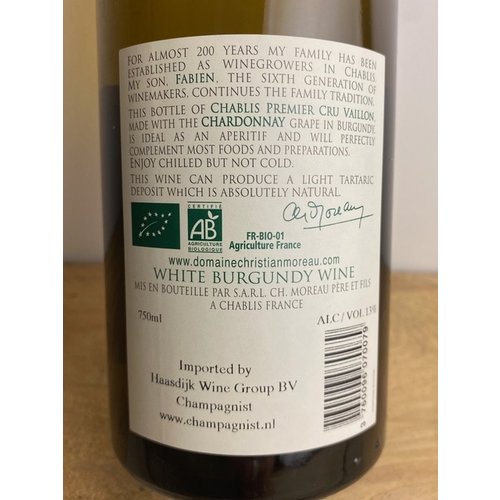 FOR ALMOST 200 YEARS MY FAMILY HAS BEEN
ESTABLISHED AS WINEGROWERS IN CHABLIS.
MY SON, FABIEN, THE SIXTH GENERATION OF
WINEMAKERS, CONTINUES THE FAMILY TRADITION.
THIS BOTTLE OF CHABLIS PREMIER CRU VAILLON,
MADE WITH THE CHARDONNAY GRAPE IN BURGUNDY,
IS IDEAL AS AN APERITIF AND WILL PERFECTLY
COMPLEMENT MOST FOODS AND PREPARATIONS.
ENJOY CHILLED BUT NOT COLD.
THIS WINE CAN PRODUCE A LIGHT TARTARIC
DEPOSIT WHICH IS ABSOLUTELY NATURAL.
CERTIFIÉ
AB
AGRICULTURE
BIOLOGIQUE
FR-BIO-01
Agriculture France
www.domainechristianmoreau.com
WHITE BURGUNDY WINE
MIS EN BOUTEILLE PAR S.A.R.L. CH. MOREAU PÈRE ET FILS
A CHABLIS FRANCE
750ml
ALC / VOL 13%
3 760096 070079
Imported by
Haasdijk Wine Group BV
Champagnist
www.champagnist.nl